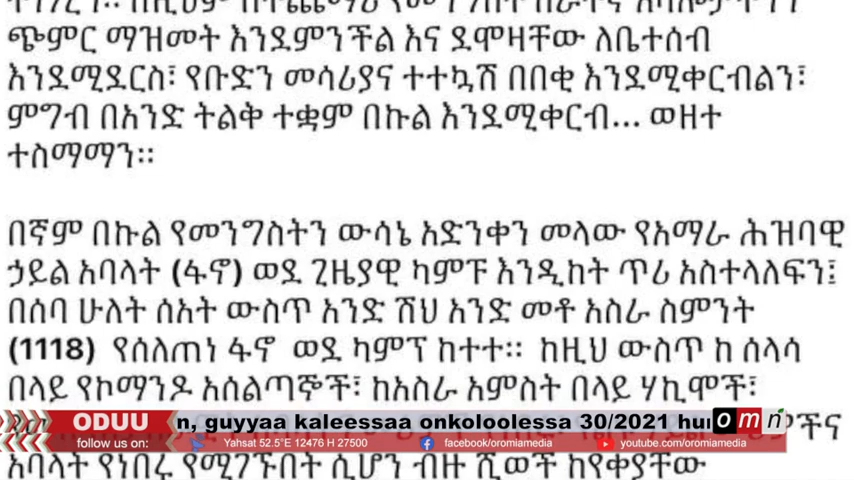 ጭምር ማዝመት እንደምንችል እና ደሞዛቸው ለቤተሰብ
እንደሚደርስ፣ የቡድን መሳሪያና ተተኳሽ በበቂ እንደሚቀርብልን፣
ምግብ በአንድ ትልቅ ተቋም በኩል እንደሚቀርብ... ወዘተ
ተስማማን።
በኛም በኩል የመንግስትን ውሳኔ አድንቀን መላው የአማራ ሕዝባዊ
ኃይል አባላት (ፋኖ) ወደ ጊዜያዊ ካምፑ እንዲከት ጥሪ አስተላለፍን፤
በሰባ ሁለት ሰአት ውስጥ አንድ ሽህ አንድ መቶ አስራ ስምንት
(1118) የሰለጠነ ፋኖ ወደ ካምፕ ከተተ። ከዚህ ውስጥ ከ ሰላሳ
በላይ የኮማንዶ አሰልጣኞች፣ ከአስራ አምስት በላይ ሃኪሞች፣
ODUU n, guyyaa kaleessaa onkoloolessa 30/2021 omn
follow us on: Yahsat 52.5°E 12476 H 27500 facebook/oromiamedia youtube.com/oromiamedia
አባላት የነበሩ የሚገኙበት ሲሆን ብዙ ሺወች ከየቀያቸው